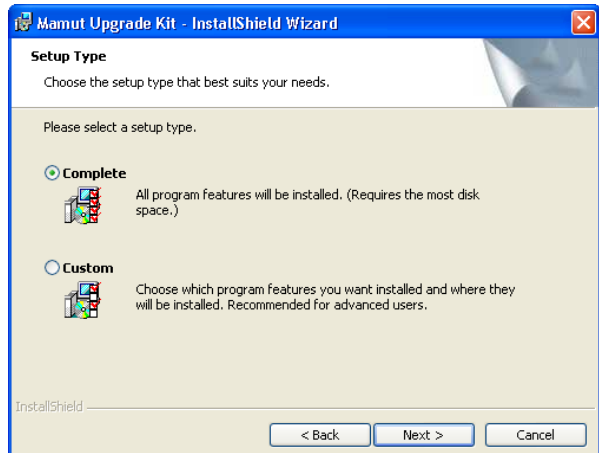 Mamut Upgrade Kit - InstallShield Wizard
Setup Type
Choose the setup type that best suits your needs.
Please select a setup type.
Complete
All program features will be installed. (Requires the most disk
space.)
Custom
Choose which program features you want installed and where they
will be installed. Recommended for advanced users.
InstallShield
< Back
Next >
Cancel